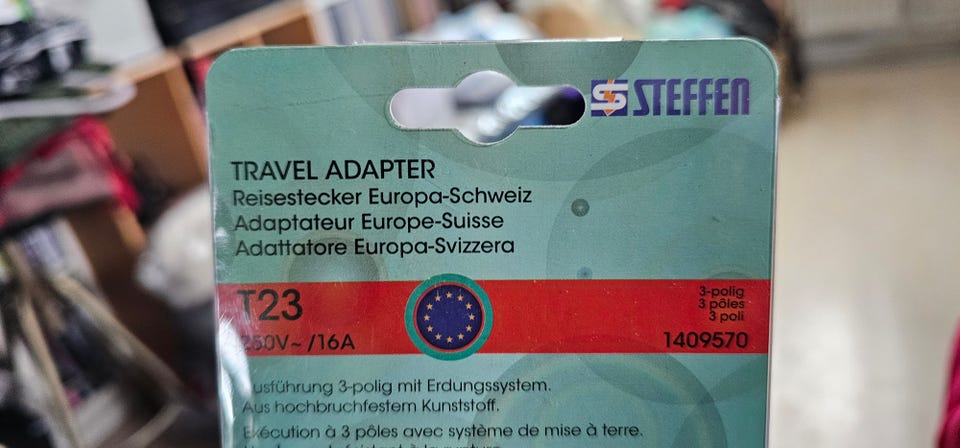 STEFFEN
TRAVEL ADAPTER
Reisestecker Europa-Schweiz
Adaptateur Europe-Suisse
Adattatore Europa-Svizzera
T23
250V~ /16A
3-polig
3 pôles
3 poli
1409570
Ausführung 3-polig mit Erdungssystem.
Aus hochbruchfestem Kunststoff.
Exécution à 3 pôles avec système de mise à terre.